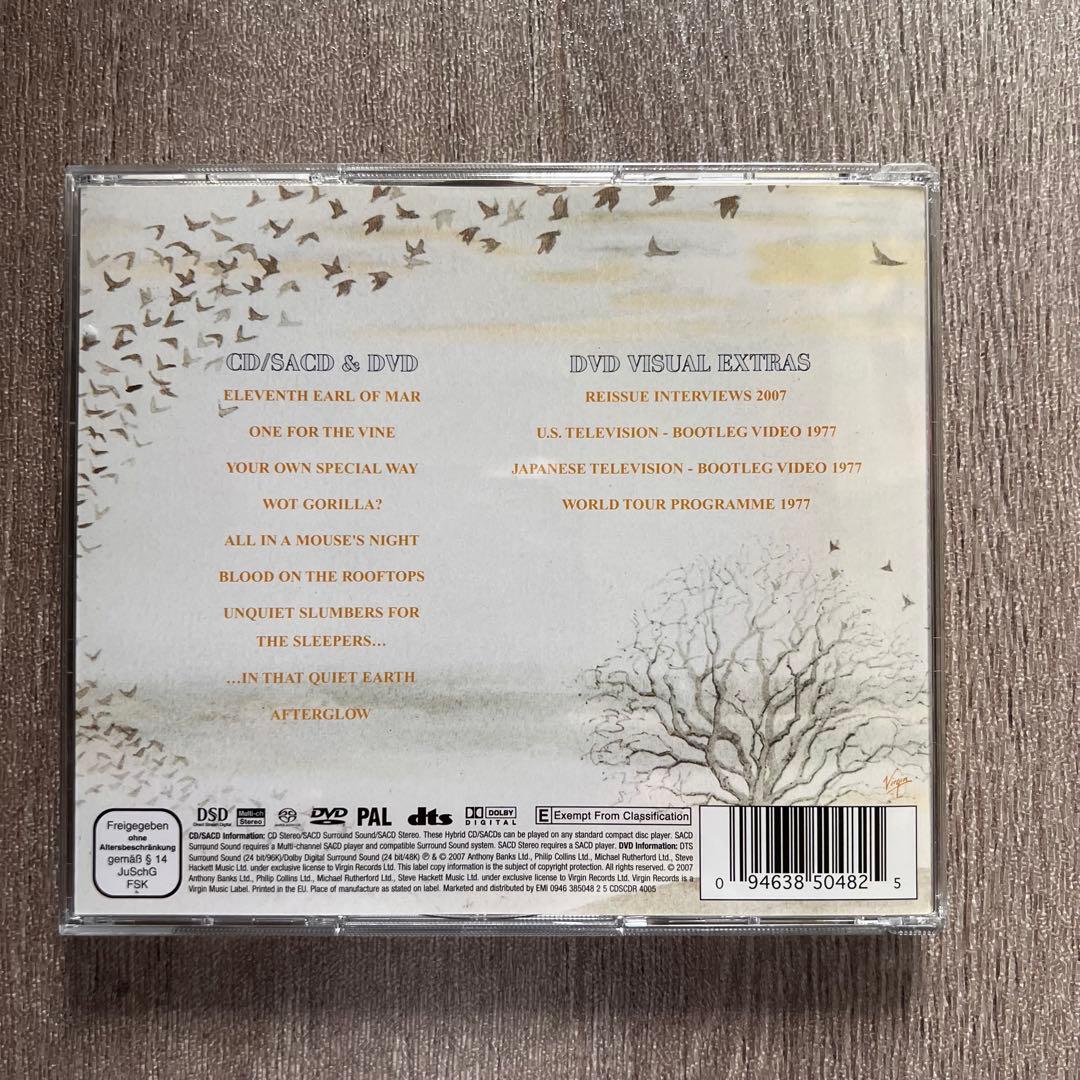 CD/SACD & DVD
ELEVENTH EARL OF MAR
ONE FOR THE VINE
YOUR OWN SPECIAL WAY
WOT GORILLA?
ALL IN A MOUSE'S NIGHT
BLOOD ON THE ROOFTOPS
UNQUIET SLUMBERS FOR
THE SLEEPERS...
...IN THAT QUIET EARTH
AFTERGLOW
DVD VISUAL EXTRAS
REISSUE INTERVIEWS 2007
U.S. TELEVISION - BOOTLEG VIDEO 1977
JAPANESE TELEVISION - BOOTLEG VIDEO 1977
WORLD TOUR PROGRAMME 1977
Virgin
Freigegeben
ohne
Altersbeschränkung
gemäß § 14
JuSchG
FSK
DSD
Direct Stream Digital
Multi-ch
Stereo
DVD
PAL
dts
DOLBY
DIGITAL
E Exempt From Classification
CD/SACD Information: CD Stereo/SACD Surround Sound/SACD Stereo. These Hybrid CD/SACDs can be played on any standard compact disc player. SACD
Surround Sound requires a Multi-channel SACD player and compatible Surround Sound system. SACD Stereo requires a SACD player. DVD Information: DTS
Surround Sound (24 bit/96K)/Dolby Digital Surround Sound (24 bit/48K) ℗ & © 2007 Anthony Banks Ltd., Philip Collins Ltd., Michael Rutherford Ltd., Steve
Hackett Music Ltd. under exclusive license to Virgin Records Ltd. This label copy information is the subject of copyright protection. All rights reserved. © 2007
Anthony Banks Ltd., Philip Collins Ltd., Michael Rutherford Ltd., Steve Hackett Music Ltd. under exclusive license to Virgin Records Ltd. Virgin Records is a
Virgin Music Label. Printed in the EU. Place of manufacture as stated on label. Marketed and distributed by EMI 0946 385048 2 5 CDSCDR 4005
0 94638 50482 5